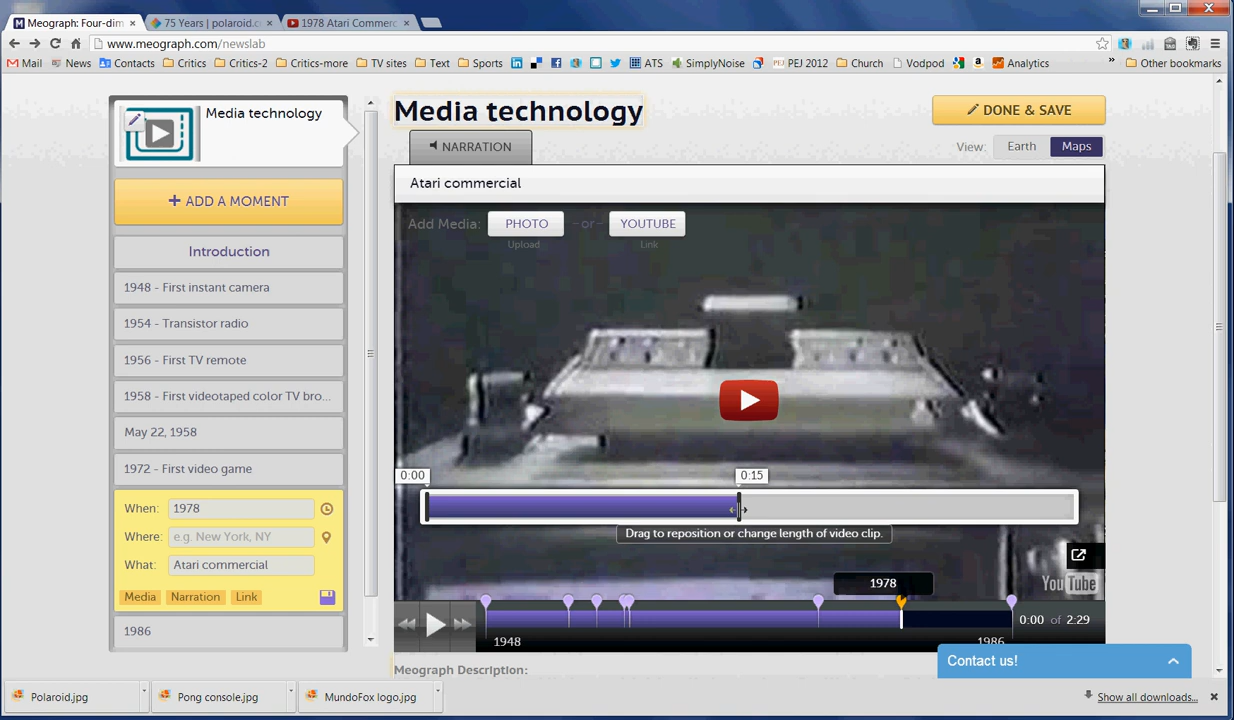 Meograph: Four-dim
75 Years | polaroid.c
1978 Atari Commerc
www.meograph.com/newslab
Mail
News
Contacts
Critics
Critics-2
Critics-more
TV sites
Text
Sports
ATS
SimplyNoise
PEJ 2012
Church
Vodpod
Analytics
»
Other bookmarks
Media technology
+ ADD A MOMENT
Introduction
1948 - First instant camera
1954 - Transistor radio
1956 - First TV remote
1958 - First videotaped color TV bro...
May 22, 1958
1972 - First video game
When: 1978
Where: e.g. New York, NY
What: Atari commercial
Media Narration Link
1986
Media technology
DONE & SAVE
NARRATION
View: Earth Maps
Atari commercial
Add Media: PHOTO -or- YOUTUBE
Upload Link
0:00 0:15
Drag to reposition or change length of video clip.
YouTube
1978
0:00 of 2:29
1948 1986
Contact us!
Meograph Description:
Polaroid.jpg
Pong console.jpg
MundoFox logo.jpg
Show all downloads...